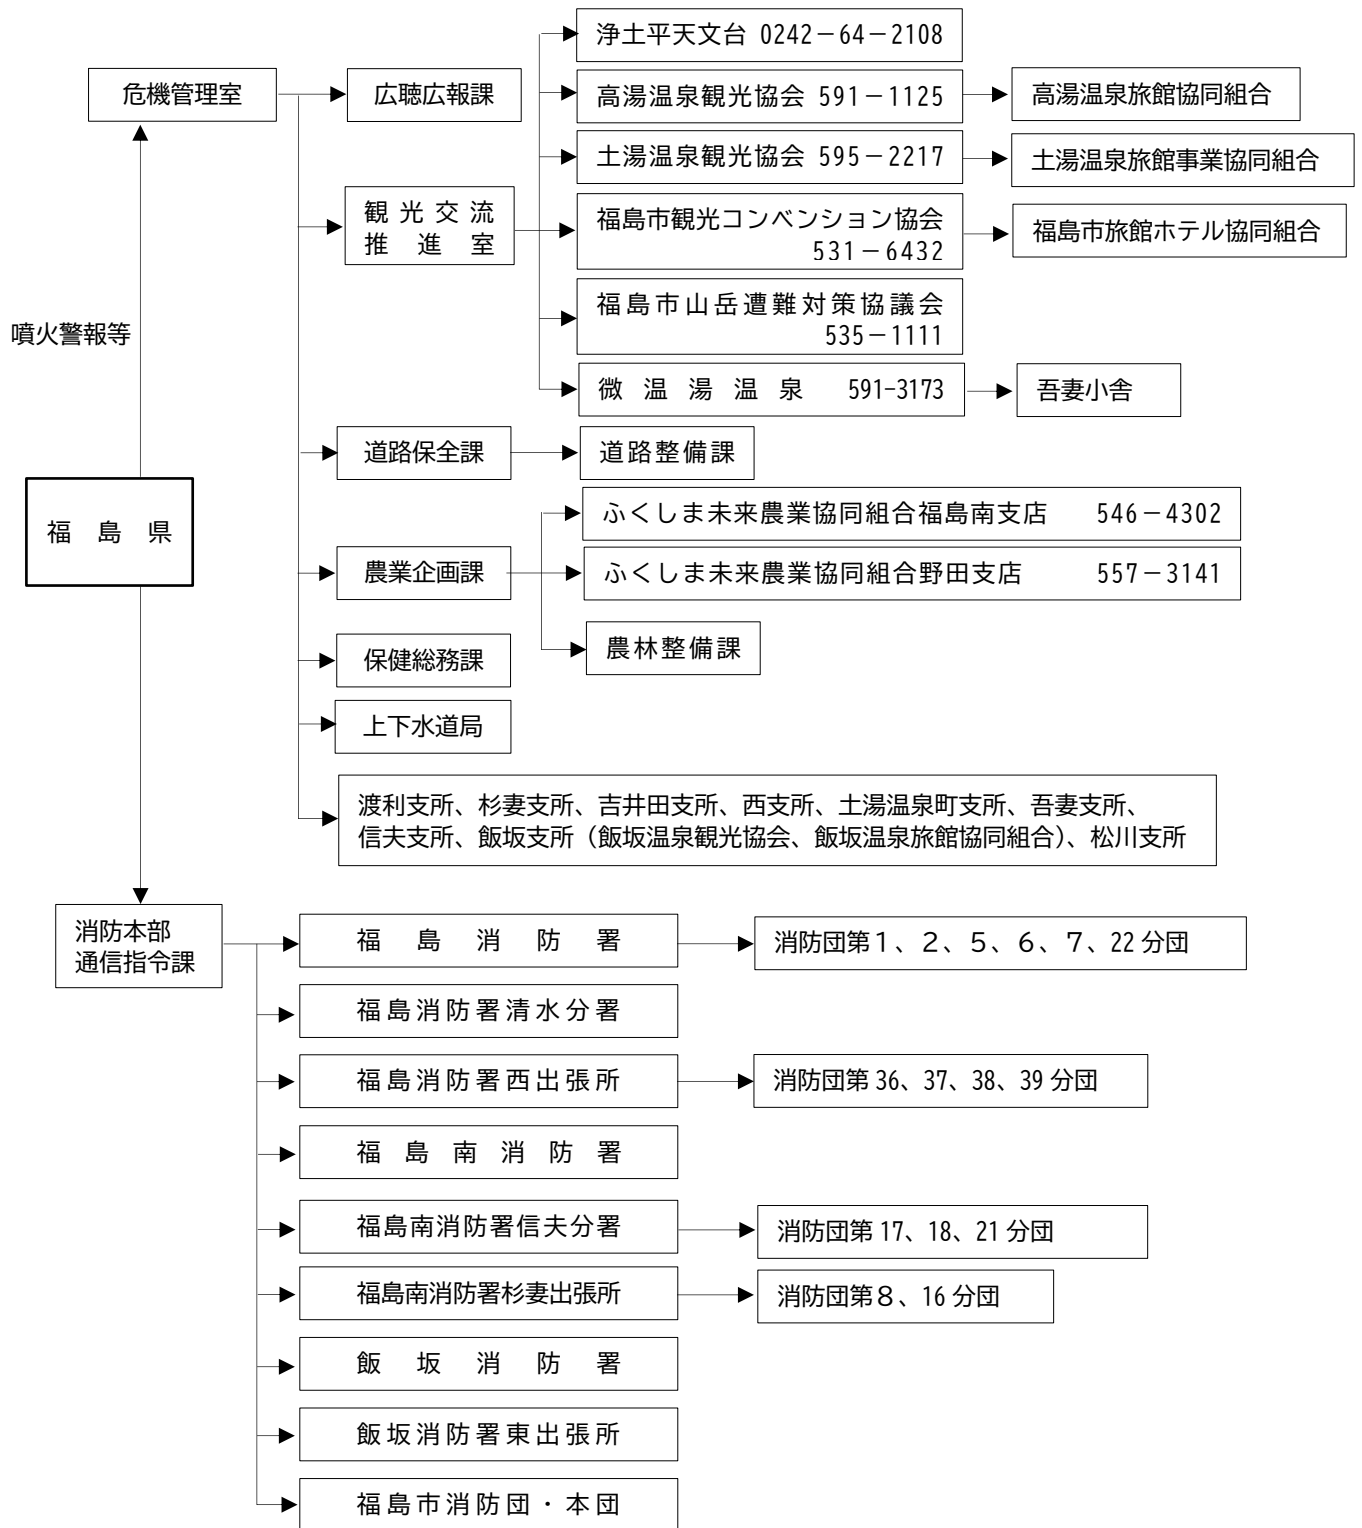 浄土平天文台 0242－64－2108
危機管理室
広聴広報課
高湯温泉観光協会 591－1125
高湯温泉旅館協同組合
土湯温泉観光協会 595－2217
土湯温泉旅館事業協同組合
観光交流
推進室
福島市観光コンベンション協会
531－6432
福島市旅館ホテル協同組合
福島市山岳遭難対策協議会
535－1111
噴火警報等
微温湯温泉 591-3173
吾妻小舎
道路保全課
道路整備課
福島県
ふくしま未来農業協同組合福島南支店 546－4302
農業企画課
ふくしま未来農業協同組合野田支店 557－3141
農林整備課
保健総務課
上下水道局
渡利支所、杉妻支所、吉井田支所、西支所、土湯温泉町支所、吾妻支所、
信夫支所、飯坂支所（飯坂温泉観光協会、飯坂温泉旅館協同組合）、松川支所
消防本部
通信指令課
福島消防署
消防団第１、２、５、６、７、22 分団
福島消防署清水分署
福島消防署西出張所
消防団第 36、37、38、39 分団
福島南消防署
福島南消防署信夫分署
消防団第 17、18、21 分団
福島南消防署杉妻出張所
消防団第８、16 分団
飯坂消防署
飯坂消防署東出張所
福島市消防団・本団